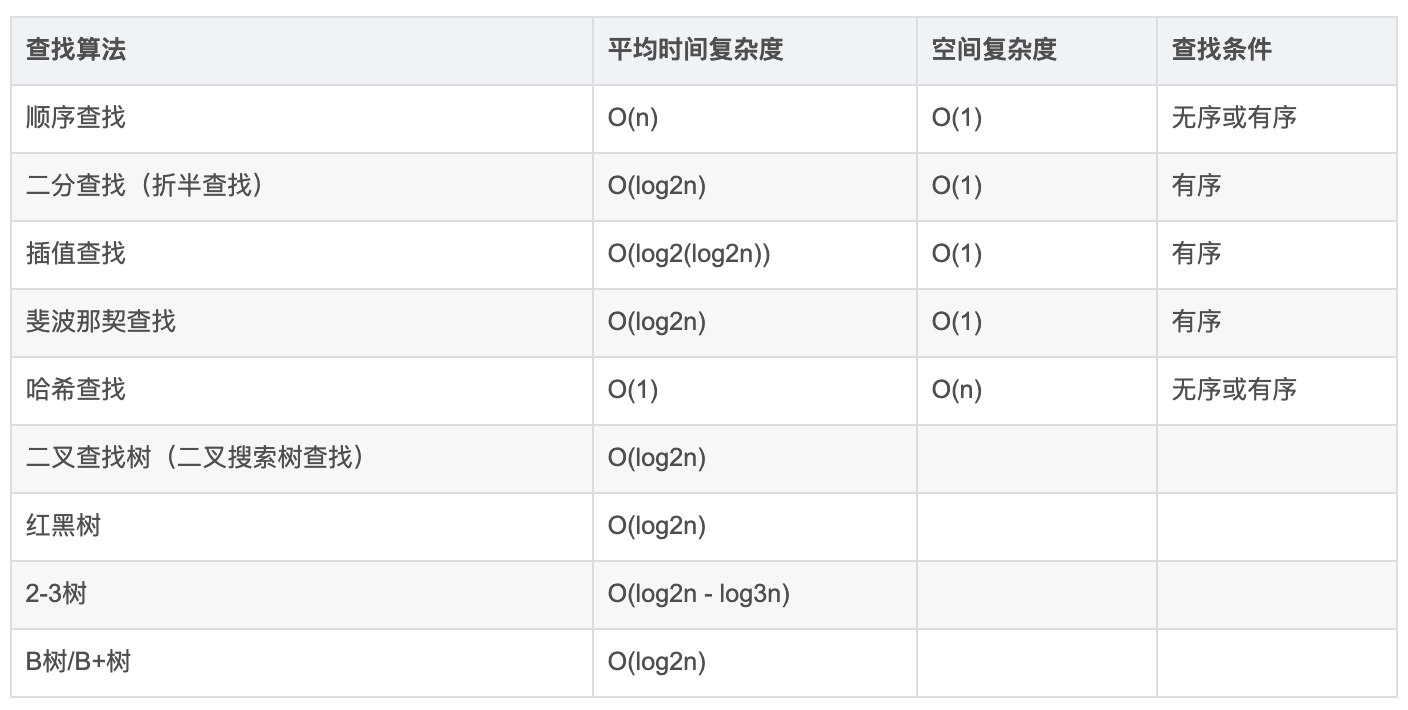 查找算法 平均时间复杂度 空间复杂度 查找条件
顺序查找 O(n) O(1) 无序或有序
二分查找（折半查找） O(log2n) O(1) 有序
插值查找 O(log2(log2n)) O(1) 有序
斐波那契查找 O(log2n) O(1) 有序
哈希查找 O(1) O(n) 无序或有序
二叉查找树（二叉搜索树查找） O(log2n)
红黑树 O(log2n)
2-3树 O(log2n - log3n)
B树/B+树 O(log2n)